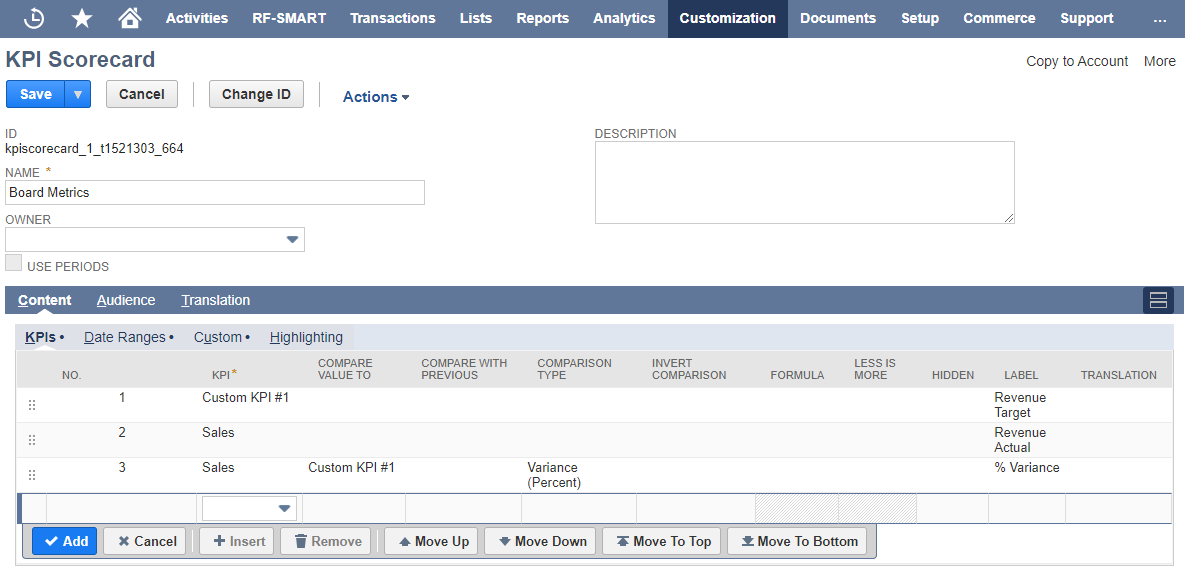 Activities RF-SMART Transactions Lists Reports Analytics Customization Documents Setup Commerce Support ...
KPI Scorecard
Copy to Account More
Save Cancel Change ID Actions
ID
kpiscorecard_1_t1521303_664
NAME *
Board Metrics
OWNER
USE PERIODS
DESCRIPTION
Content Audience Translation
KPIs • Date Ranges • Custom • Highlighting
NO. KPI* COMPARE VALUE TO COMPARE WITH PREVIOUS COMPARISON TYPE INVERT COMPARISON FORMULA LESS IS MORE HIDDEN LABEL TRANSLATION
1 Custom KPI #1 Revenue Target
2 Sales Revenue Actual
3 Sales Custom KPI #1 Variance (Percent) % Variance
Add Cancel Insert Remove Move Up Move Down Move To Top Move To Bottom